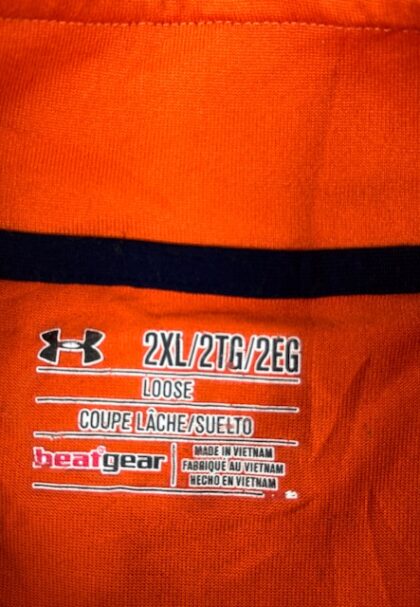 2XL/2TG/2EG
LOOSE
COUPE LÂCHE/SUELTO
heatgear
MADE IN VIETNAM
FABRIQUÉ AU VIETNAM
HECHO EN VIETNAM